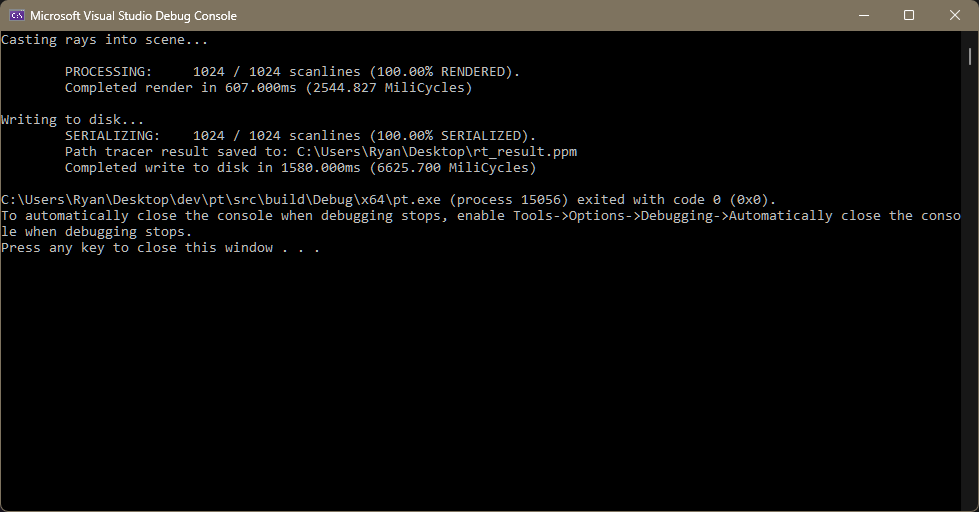 Microsoft Visual Studio Debug Console
Casting rays into scene...
PROCESSING: 1024 / 1024 scanlines (100.00% RENDERED).
Completed render in 607.000ms (2544.827 MiliCycles)
Writing to disk...
SERIALIZING: 1024 / 1024 scanlines (100.00% SERIALIZED).
Path tracer result saved to: C:\Users\Ryan\Desktop\rt_result.ppm
Completed write to disk in 1580.000ms (6625.700 MiliCycles)
C:\Users\Ryan\Desktop\dev\pt\src\build\Debug\x64\pt.exe (process 15056) exited with code 0 (0x0).
To automatically close the console when debugging stops, enable Tools->Options->Debugging->Automatically close the conso
le when debugging stops.
Press any key to close this window . . .